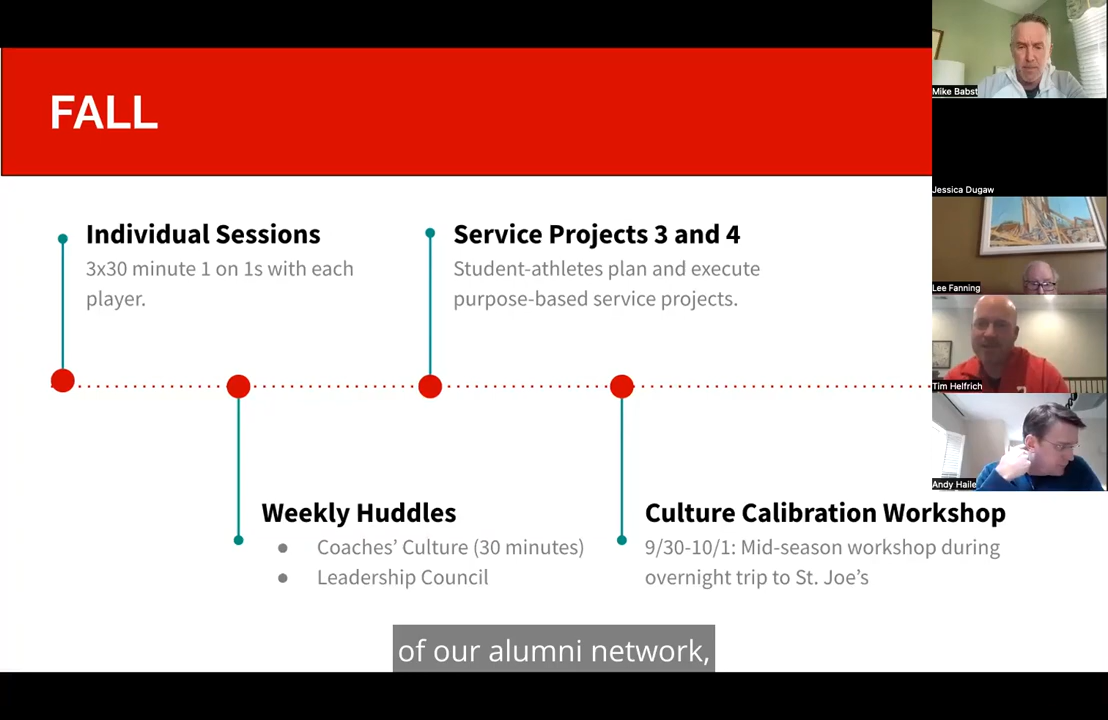 FALL
Individual Sessions
3x30 minute 1 on 1s with each
player.
Service Projects 3 and 4
Student-athletes plan and execute
purpose-based service projects.
Weekly Huddles
● Coaches’ Culture (30 minutes)
● Leadership Council
Culture Calibration Workshop
9/30-10/1: Mid-season workshop during
overnight trip to St. Joe’s
of our alumni network,
Mike Babst
Jessica Dugaw
Lee Fanning
Tim Helfrich
Andy Haile